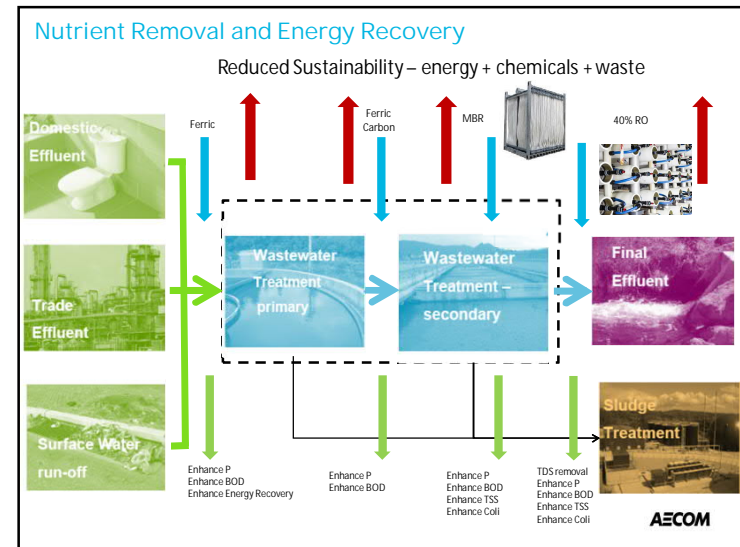 Nutrient Removal and Energy Recovery
Reduced Sustainability – energy + chemicals + waste
Ferric
Ferric
Carbon
MBR
40% RO
Domestic
Effluent
Trade
Effluent
Surface Water
run-off
Wastewater
Treatment
primary
Wastewater
Treatment –
secondary
Final
Effluent
Sludge
Treatment
Enhance P
Enhance BOD
Enhance Energy Recovery
Enhance P
Enhance BOD
Enhance P
Enhance BOD
Enhance TSS
Enhance Coli
TDS removal
Enhance P
Enhance BOD
Enhance TSS
Enhance Coli
AECOM